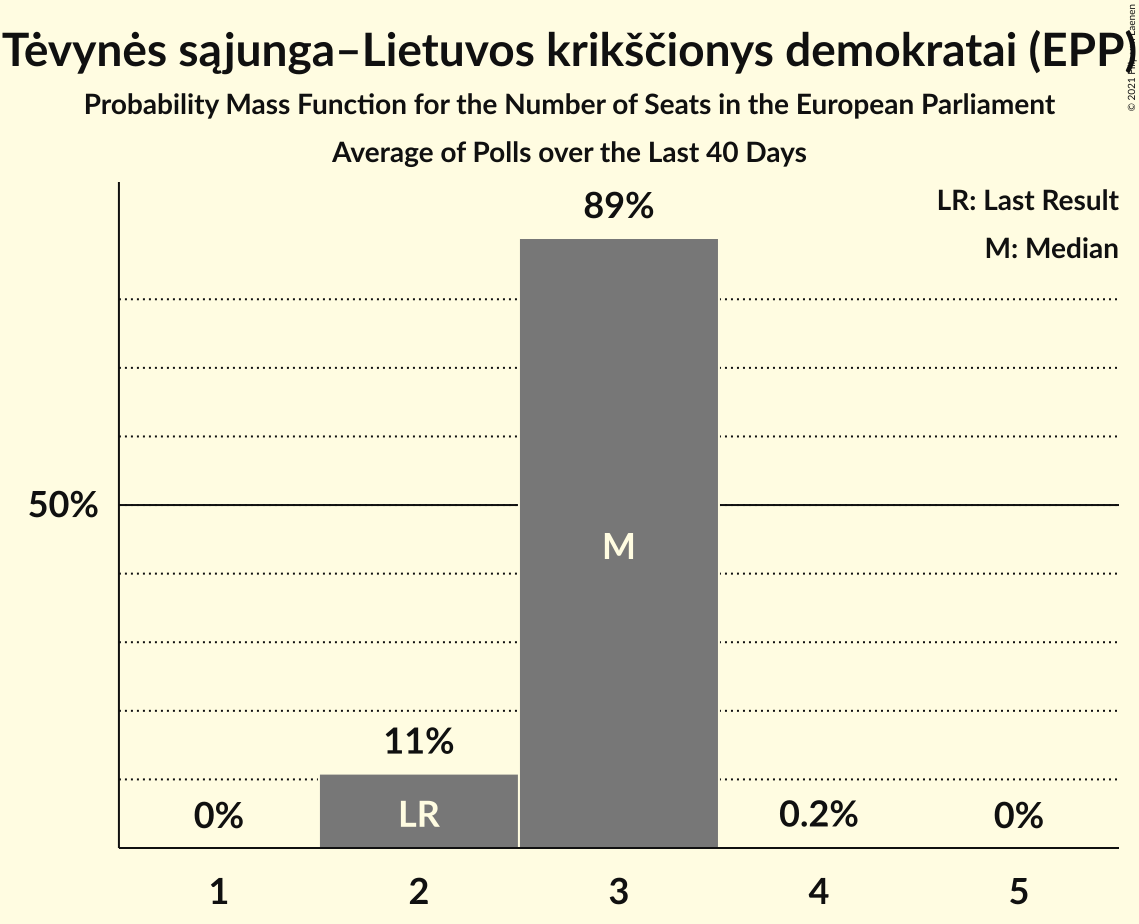 Tėvynės sąjunga–Lietuvos krikščionys demokratai (EPP)
Probability Mass Function for the Number of Seats in the European Parliament
Average of Polls over the Last 40 Days
© 2021 Laenen
LR: Last Result
M: Median
89%
50%
M
11%
LR
0%
0.2%
0%
1 2 3 4 5